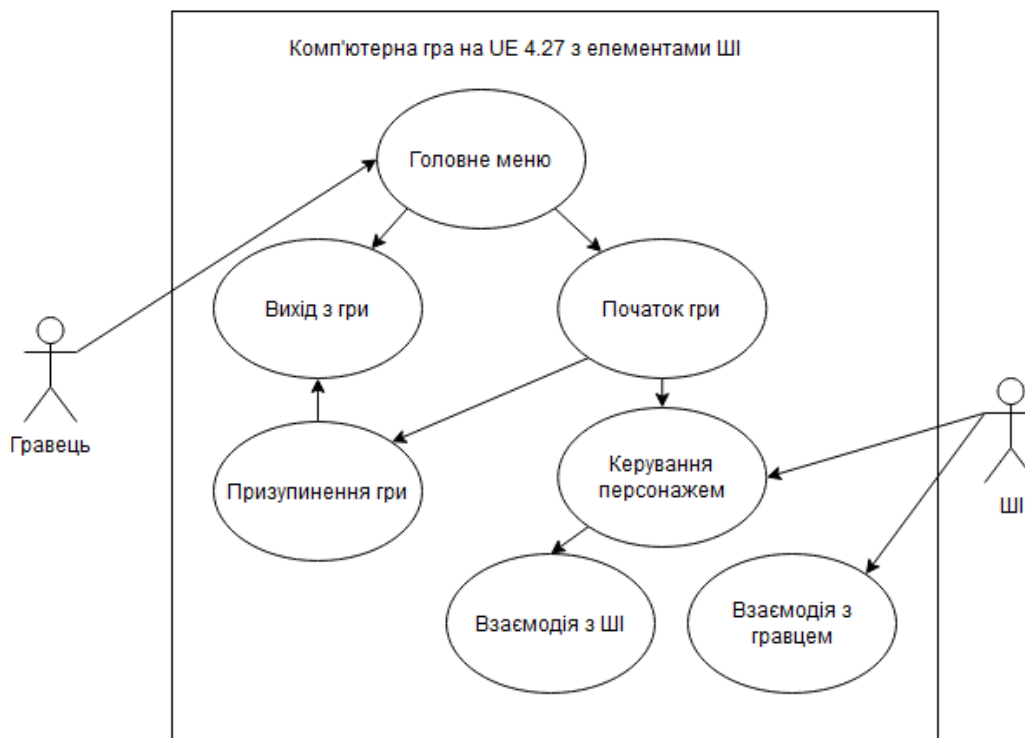 Комп'ютерна гра на UE 4.27 з елементами ШІ
Головне меню
Вихід з гри
Початок гри
Гравець
Призупинення гри
Керування
персонажем
ШІ
Взаємодія з ШІ
Взаємодія з
гравцем